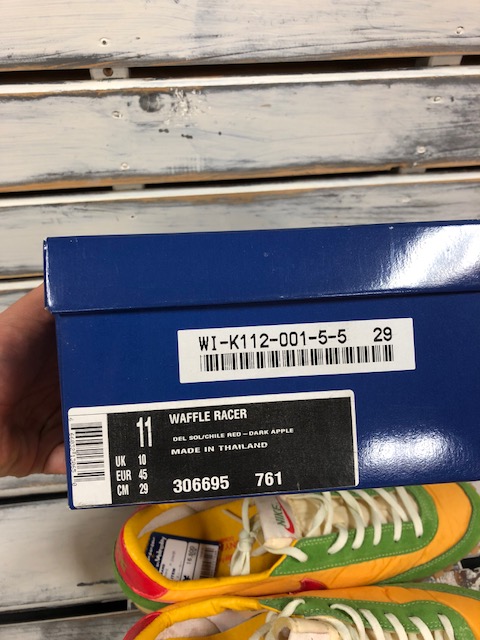 WI-K112-001-5-5 29
11
WAFFLE RACER
DEL SOL/CHILE RED – DARK APPLE
MADE IN THAILAND
UK 10
EUR 45
CM 29
306695 761
NIKE